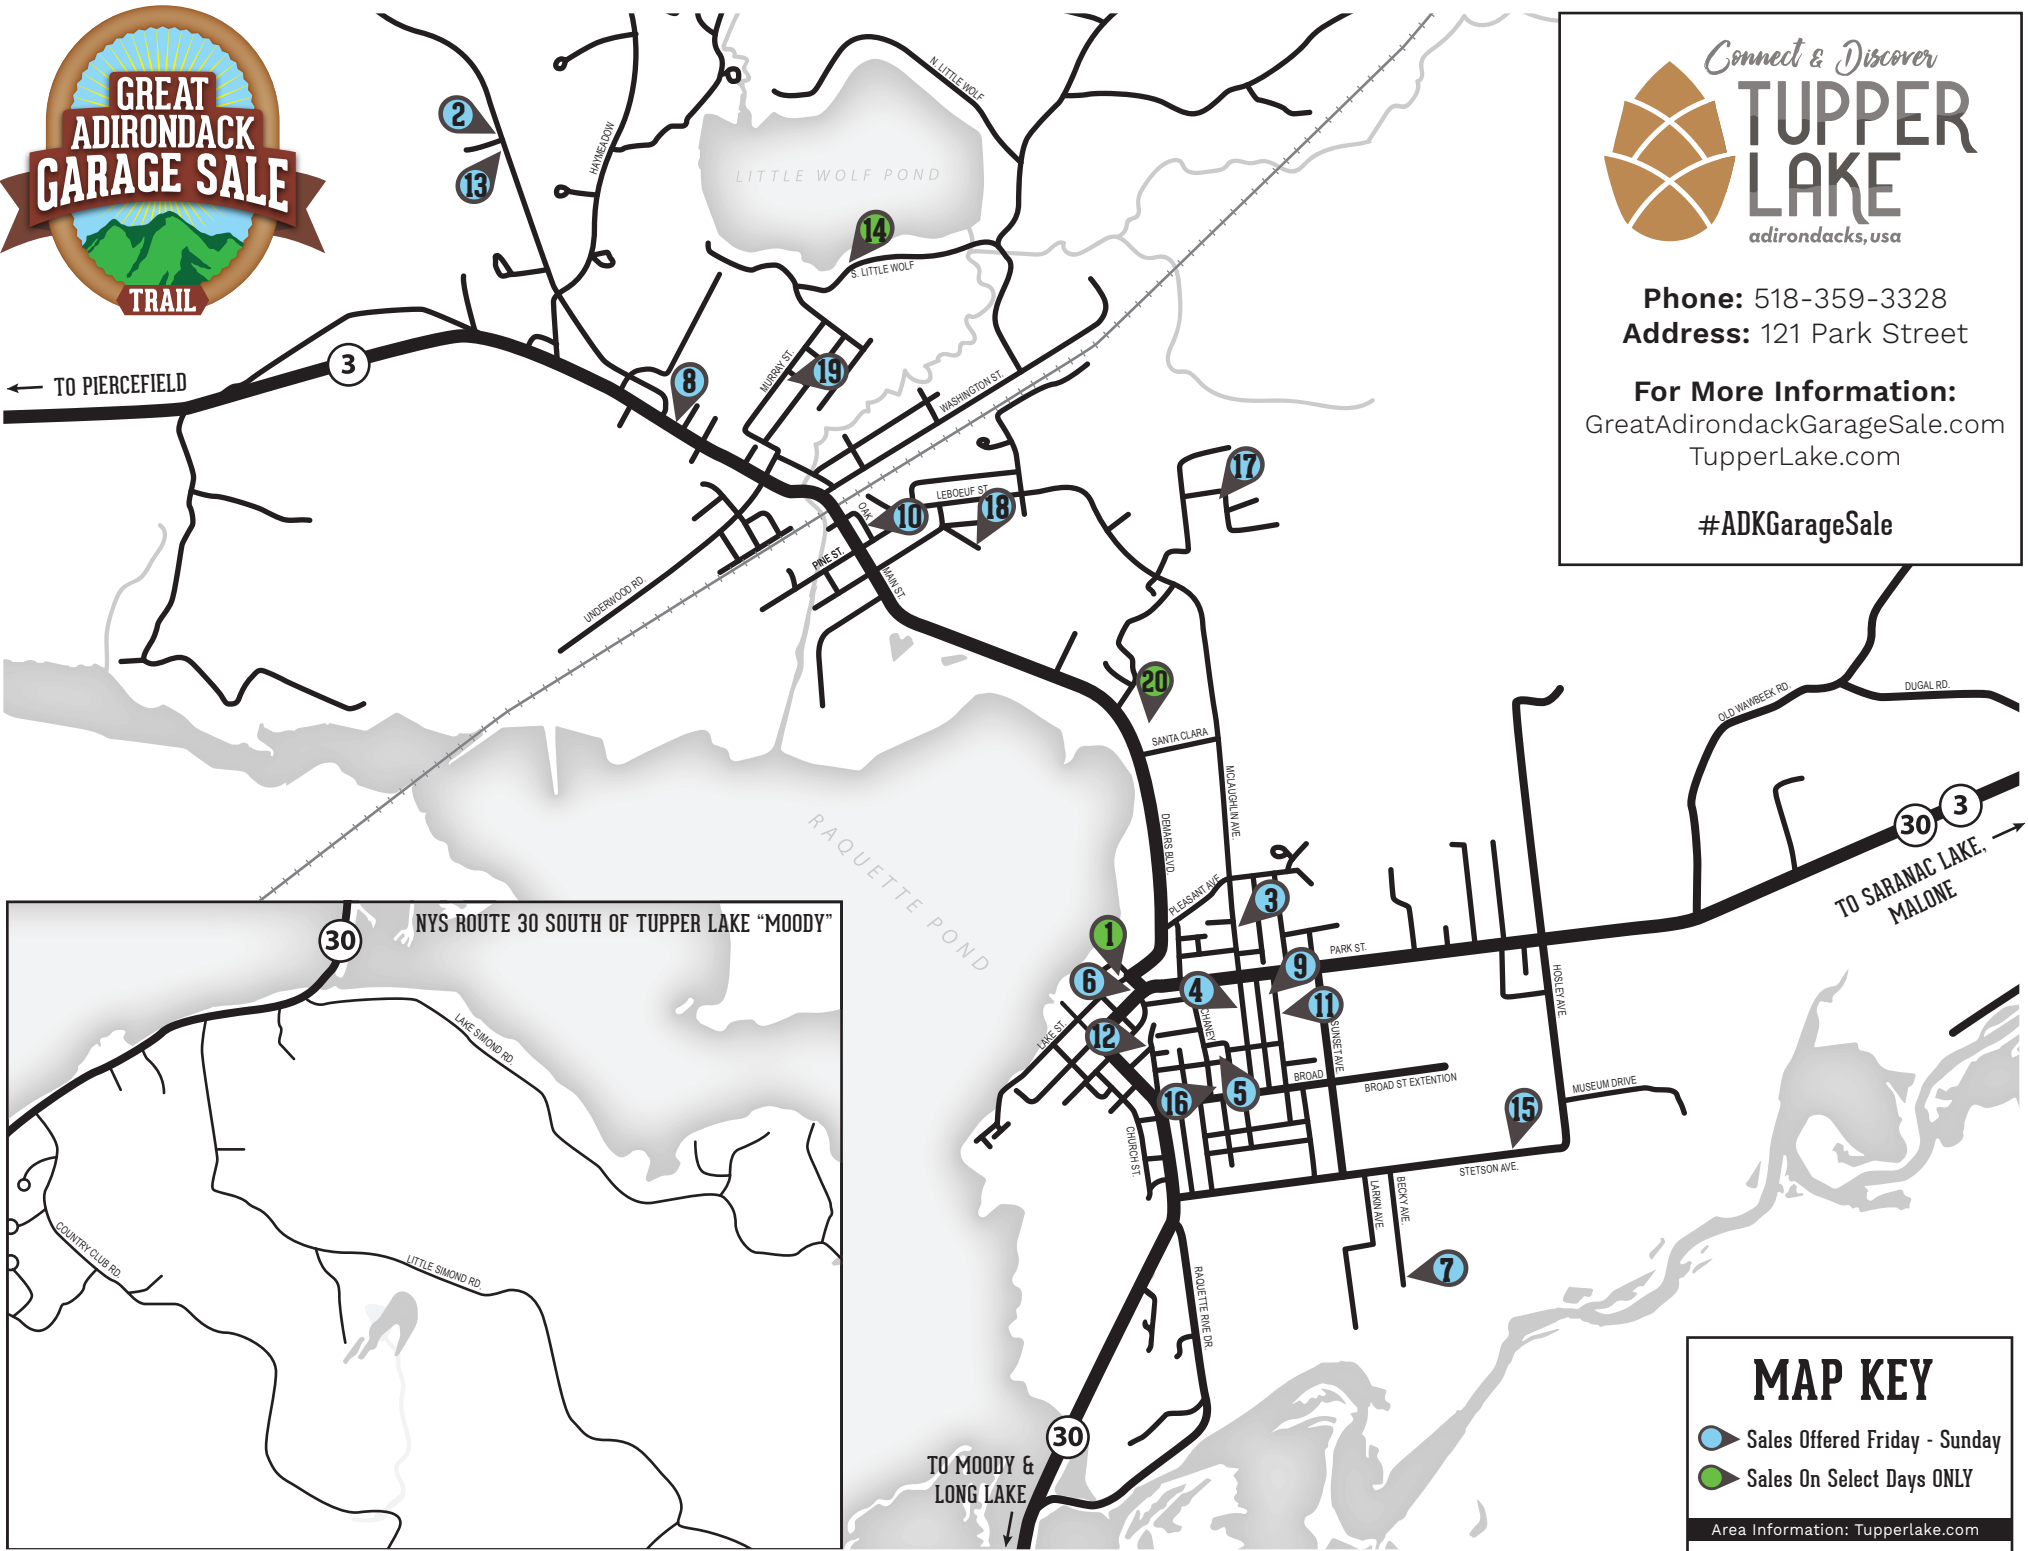 GREAT
ADIRONDACK
GARAGE SALE
TRAIL
Connect & Discover
TUPPER
LAKE
adirondacks, usa
Phone: 518-359-3328
Address: 121 Park Street
For More Information:
GreatAdirondackGarageSale.com
TupperLake.com
#ADKGarageSale
2
13
HAYMEADOW
N. LITTLE WOLF
LITTLE WOLF POND
14
S. LITTLE WOLF
3
TO PIERCEFIELD
8
MURRAY ST.
19
WASHINGTON ST.
17
LEBOEUF ST.
OAK
10
18
PINE ST.
MAIN ST.
UNDERWOOD RD.
20
SANTA CLARA
OLD WAWBEEK RD.
DUGAL RD.
MCLAUGHLIN AVE.
DEMARS BLVD.
RAQUETTE POND
30
3
TO SARANAC LAKE,
MALONE
PLEASANT AVE.
3
1
PARK ST.
9
6
4
11
HOSLEY AVE.
CHANEY
SUNSET AVE.
LAKE ST.
12
BROAD
BROAD ST EXTENTION
MUSEUM DRIVE
16
5
15
CHURCH ST.
STETSON AVE.
LARKIN AVE.
BECKY AVE.
7
RAQUETTE RIVE DR.
30
TO MOODY &
LONG LAKE
NYS ROUTE 30 SOUTH OF TUPPER LAKE “MOODY”
30
LAKE SIMOND RD.
COUNTRY CLUB RD.
LITTLE SIMOND RD.
MAP KEY
Sales Offered Friday - Sunday
Sales On Select Days ONLY
Area Information: Tupperlake.com